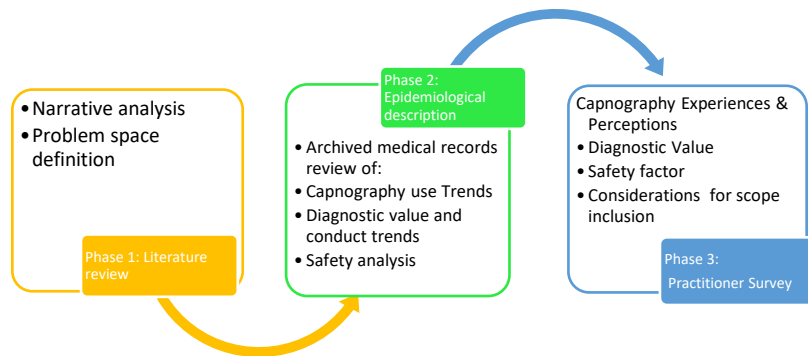 •Narrative analysis
•Problem space
definition
Phase 1: Literature
review
Phase 2:
Epidemiological
description
•Archived medical records
review of:
•Capnography use Trends
•Diagnostic value and
conduct trends
•Safety analysis
Capnography Experiences &
Perceptions
•Diagnostic Value
•Safety factor
•Considerations for scope
inclusion
Phase 3:
Practitioner Survey